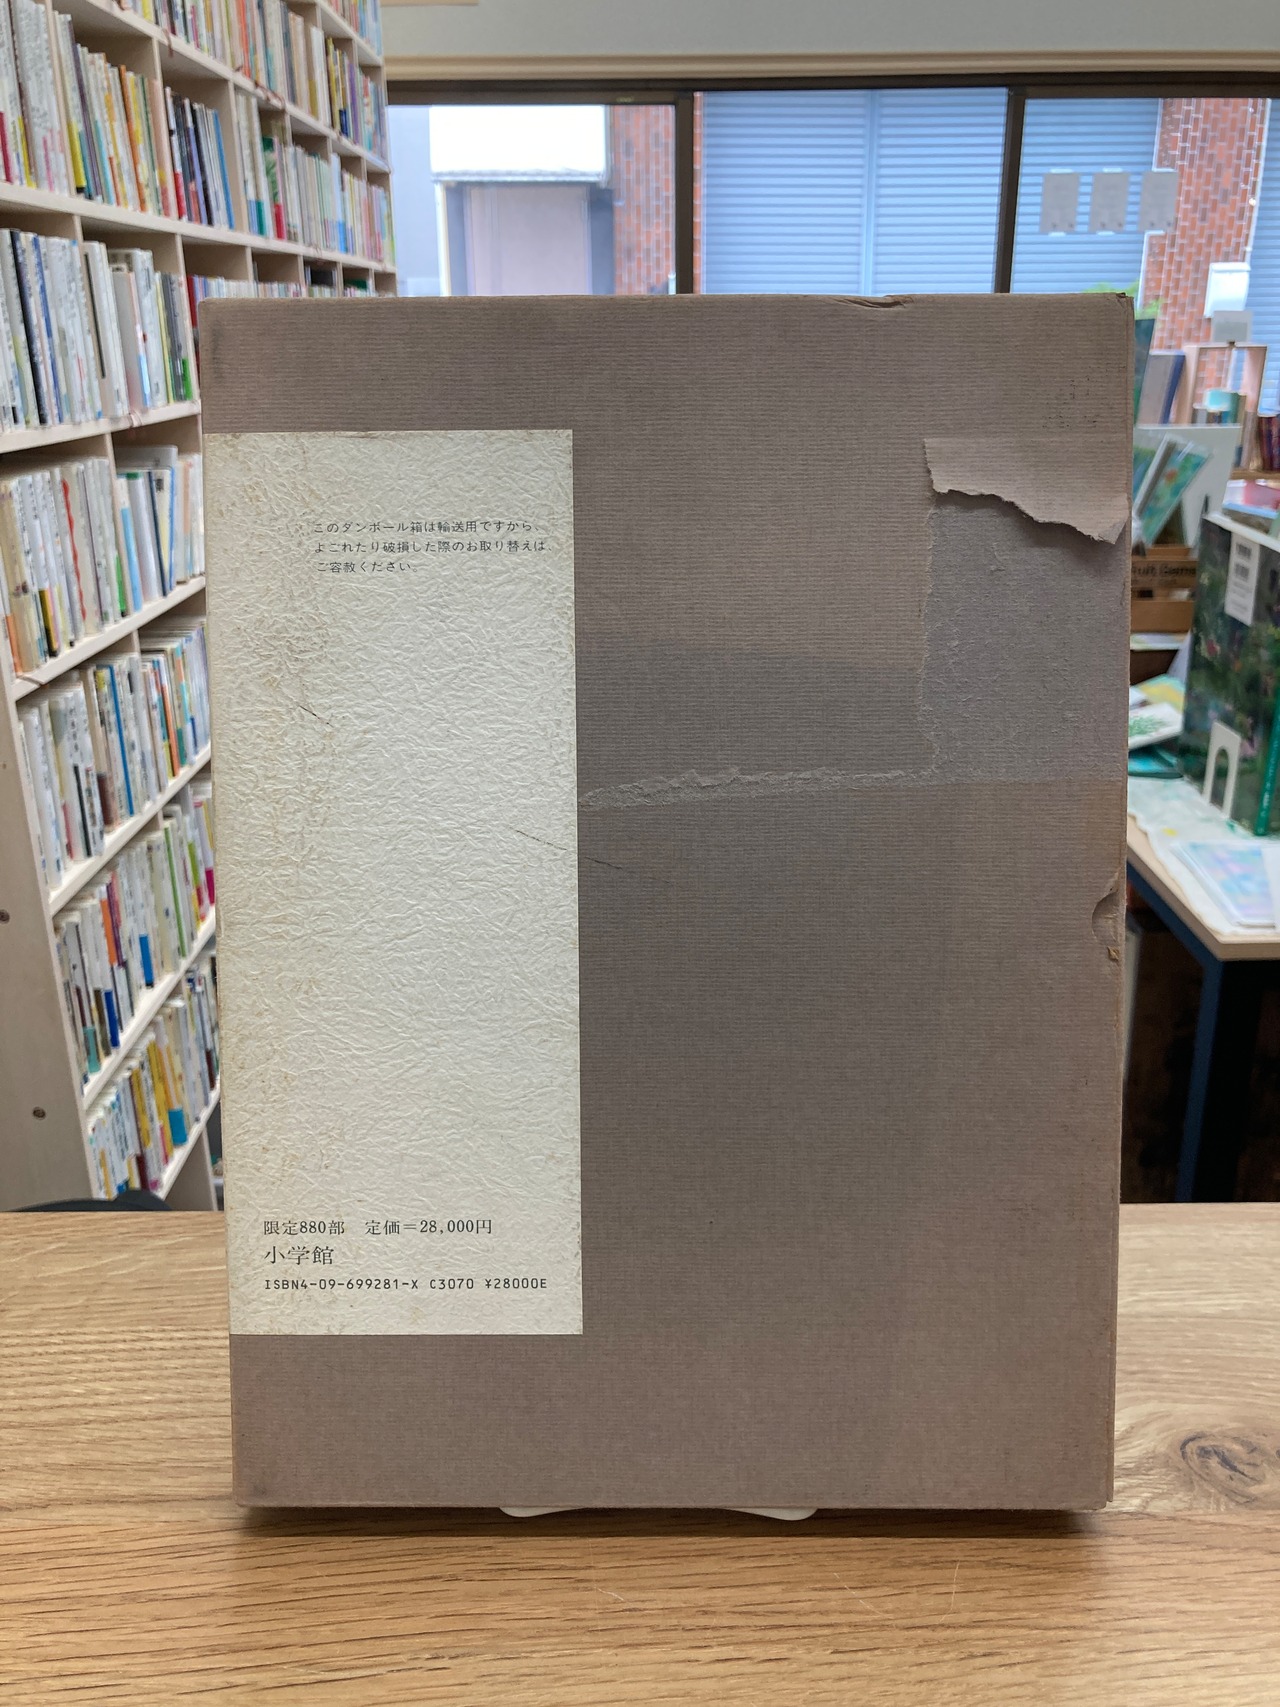 このダンボール箱は輸送用ですから、
よごれたり破損した際のお取り替えは、
ご容赦ください。
限定880部　定価＝28,000円
小学館
ISBN4-09-699281-X C3070 ¥28000E